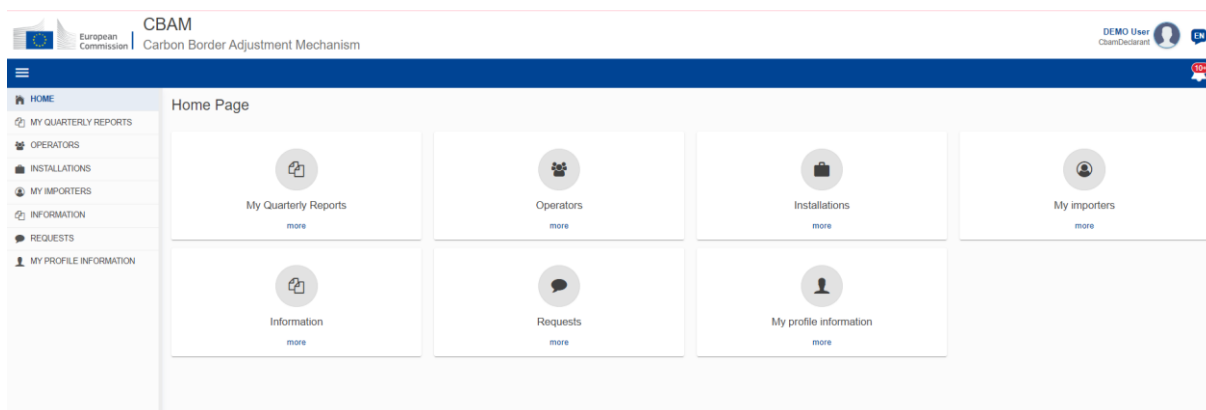 European
Commission
CBAM
Carbon Border Adjustment Mechanism
DEMO User
CbamDeclarant
EN
10+
HOME
MY QUARTERLY REPORTS
OPERATORS
INSTALLATIONS
MY IMPORTERS
INFORMATION
REQUESTS
MY PROFILE INFORMATION
Home Page
My Quarterly Reports
more
Operators
more
Installations
more
My importers
more
Information
more
Requests
more
My profile information
more